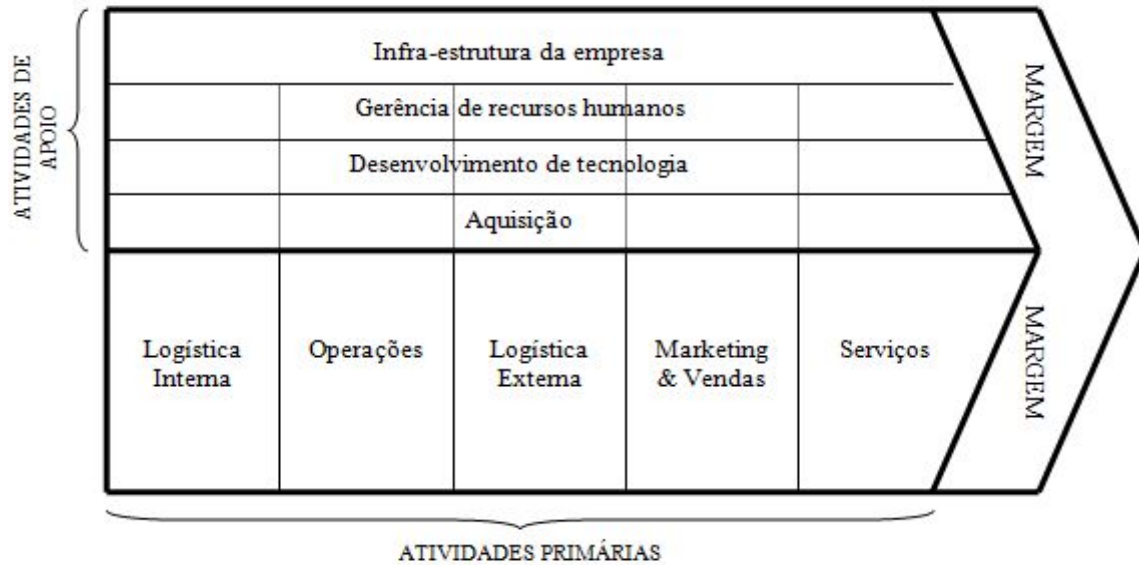 ATIVIDADES DE
APOIO
Infra-estrutura da empresa
Gerência de recursos humanos
Desenvolvimento de tecnologia
Aquisição
MARGEM
Logística
Interna
Operações
Logística
Externa
Marketing
& Vendas
Serviços
MARGEM
ATIVIDADES PRIMÁRIAS